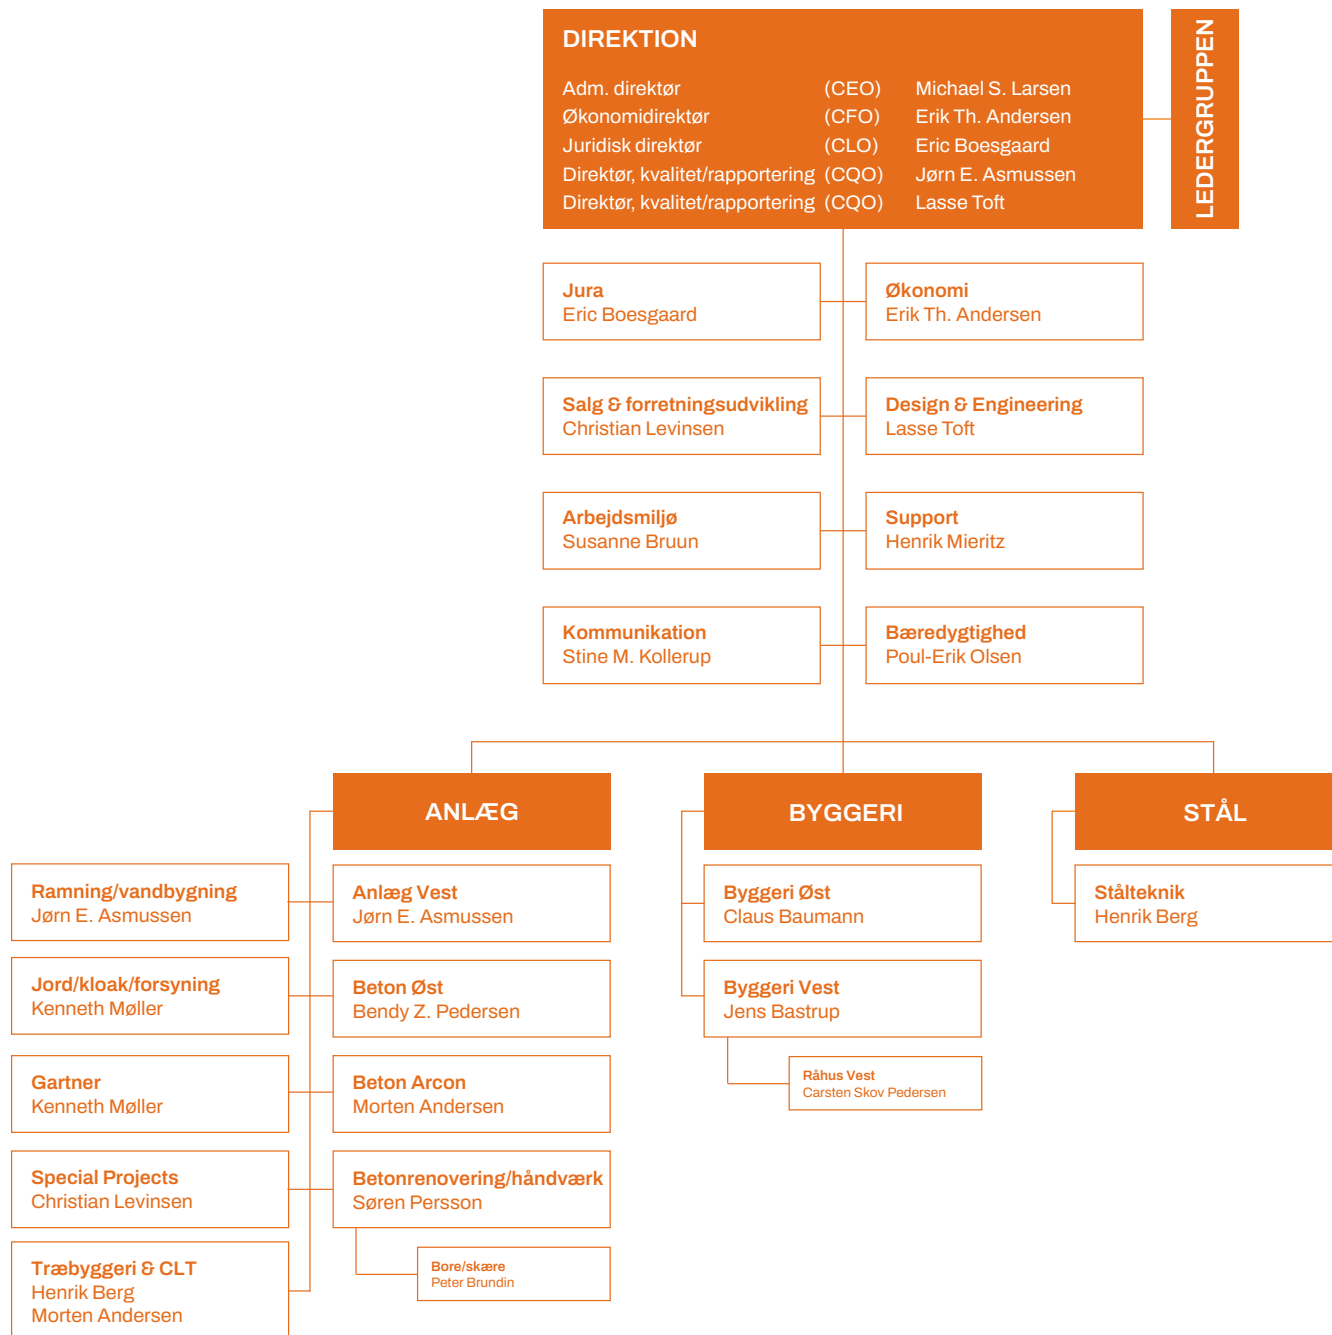 DIREKTION
Adm. direktør (CEO) Michael S. Larsen
Økonomidirektør (CFO) Erik Th. Andersen
Juridisk direktør (CLO) Eric Boesgaard
Direktør, kvalitet/rapportering (CQO) Jørn E. Asmussen
Direktør, kvalitet/rapportering (CQO) Lasse Toft
LEDERGRUPPEN
Jura
Eric Boesgaard
Økonomi
Erik Th. Andersen
Salg & forretningsudvikling
Christian Levinsen
Design & Engineering
Lasse Toft
Arbejdsmiljø
Susanne Bruun
Support
Henrik Mieritz
Kommunikation
Stine M. Kollerup
Bæredygtighed
Poul-Erik Olsen
ANLÆG
Ramning/vandbygning
Jørn E. Asmussen
Anlæg Vest
Jørn E. Asmussen
Jord/kloak/forsyning
Kenneth Møller
Beton Øst
Bendy Z. Pedersen
Gartner
Kenneth Møller
Beton Arcon
Morten Andersen
Special Projects
Christian Levinsen
Betonrenovering/håndværk
Søren Persson
Træbyggeri & CLT
Henrik Berg
Morten Andersen
Bore/skære
Peter Brundin
BYGGERI
Byggeri Øst
Claus Baumann
Byggeri Vest
Jens Bastrup
Råhus Vest
Carsten Skov Pedersen
STÅL
Stålteknik
Henrik Berg